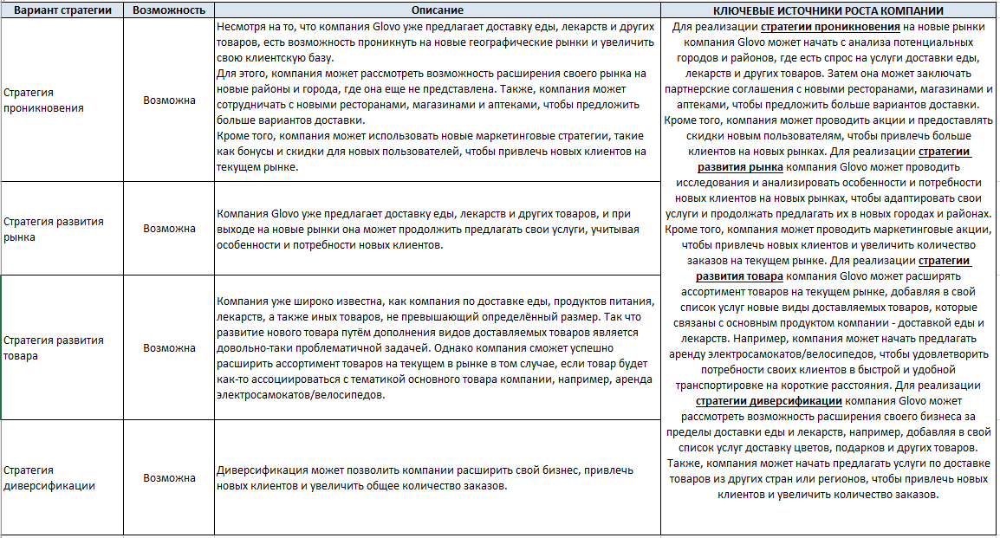 Вариант стратегии
Возможность
Описание
КЛЮЧЕВЫЕ ИСТОЧНИКИ РОСТА КОМПАНИИ
Стратегия
проникновения
Возможна
Несмотря на то, что компания Glovo уже предлагает доставку еды, лекарств и других
товаров, есть возможность проникнуть на новые географические рынки и увеличить
свою клиентскую базу.
Для этого, компания может рассмотреть возможность расширения своего рынка на
новые районы и города, где она еще не представлена. Также, компания может
сотрудничать с новыми ресторанами, магазинами и аптеками, чтобы предложить
больше вариантов доставки.
Кроме того, компания может использовать новые маркетинговые стратегии, такие
как бонусы и скидки для новых пользователей, чтобы привлечь новых клиентов на
текущем рынке.
Стратегия развития
рынка
Возможна
Компания Glovo уже предлагает доставку еды, лекарств и других товаров, и при
выходе на новые рынки она может продолжить предлагать свои услуги, учитывая
особенности и потребности новых клиентов.
Стратегия развития
товара
Возможна
Компания уже широко известна, как компания по доставке еды, продуктов питания,
лекарств, а также иных товаров, не превышающий определённый размер. Так что
развитие нового товара путём дополнения видов доставляемых товаров является
довольно-таки проблематичной задачей. Однако компания сможет успешно
расширить ассортимент товаров на текущем в рынке в том случае, если товар будет
как-то ассоциироваться с тематикой основного товара компании, например, аренда
электросамокатов/велосипедов.
Стратегия
диверсификации
Возможна
Диверсификация может позволить компании расширить свой бизнес, привлечь
новых клиентов и увеличить общее количество заказов.
Для реализации стратегии проникновения на новые рынки
компания Glovo может начать с анализа потенциальных
городов и районов, где есть спрос на услуги доставки еды,
лекарств и других товаров. Затем она может заключать
партнерские соглашения с новыми ресторанами, магазинами и
аптеками, чтобы предложить больше вариантов доставки.
Кроме того, компания может проводить акции и предоставлять
скидки новым пользователям, чтобы привлечь больше
клиентов на новых рынках. Для реализации стратегии
развития рынка компания Glovo может проводить
исследования и анализировать особенности и потребности
новых клиентов на новых рынках, чтобы адаптировать свои
услуги и продолжать предлагать их в новых городах и районах.
Кроме того, компания может проводить маркетинговые акции,
чтобы привлечь новых клиентов и увеличить количество
заказов на текущем рынке. Для реализации стратегии
развития товара компания Glovo может расширять
ассортимент товаров на текущем рынке, добавляя в свой
список услуг новые виды доставляемых товаров, которые
связаны с основным продуктом компании - доставкой еды и
лекарств. Например, компания может начать предлагать
аренду электросамокатов/велосипедов, чтобы удовлетворить
потребности своих клиентов в быстрой и удобной
транспортировке на короткие расстояния. Для реализации
стратегии диверсификации компания Glovo может
рассмотреть возможность расширения своего бизнеса за
пределы доставки еды и лекарств, например, добавляя в свой
список услуг доставку цветов, подарков и других товаров.
Также, компания может начать предлагать услуги по доставке
товаров из других стран или регионов, чтобы привлечь новых
клиентов и увеличить количество заказов.